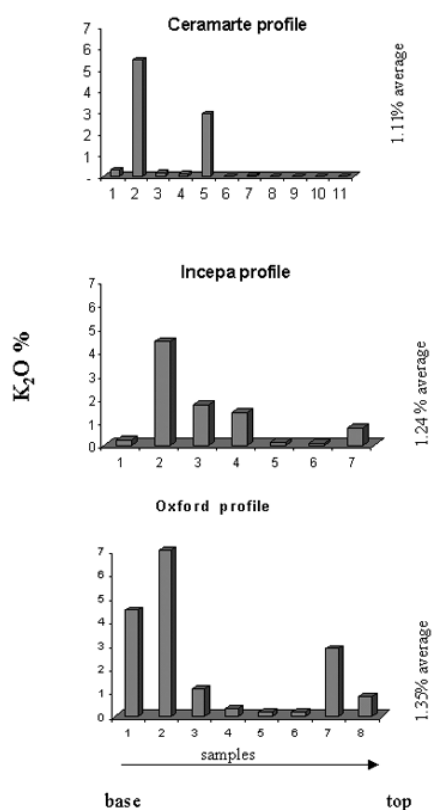 Ceramarte profile
7
6
5
4
3
2
1
-
1 2 3 4 5 6 7 8 9 10 11
1.11% average
Incepa profile
7
6
5
4
3
2
1
0
1 2 3 4 5 6 7
1.24 % average
K₂O %
Oxford profile
7
6
5
4
3
2
1
0
1 2 3 4 5 6 7 8
1.35% average
samples
base top